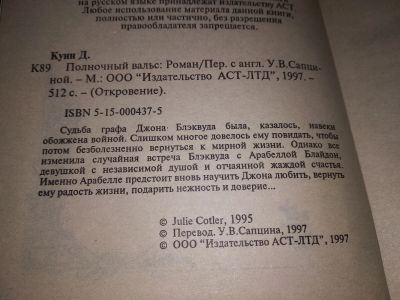 на русском языке принадлежат издательству АСТ.
Любое использование материала данной книги,
полностью или частично, без разрешения
правообладателя запрещается.
Куин Д.
К89 Полночный вальс: Роман/Пер. с англ. У.В.Сапци-
ной. – М.: ООО "Издательство АСТ-ЛТД", 1997. –
512 с. – (Откровение).
ISBN 5-15-000437-5
Судьба графа Джона Блэквуда была, казалось, навеки
обожжена войной. Слишком многое довелось ему повидать, чтобы
потом безболезненно вернуться к мирной жизни. Однако все
изменила случайная встреча Блэквуда с Арабеллой Блайдон,
девушкой с независимой душой и отчаянной жаждой счастья.
Именно Арабелле предстоит вновь научить Джона любить, вернуть
ему радость жизни, подарить нежность и доверие...
© Julie Cotler, 1995
© Перевод. У.В.Сапцина, 1997
© ООО "Издательство АСТ-ЛТД", 1997